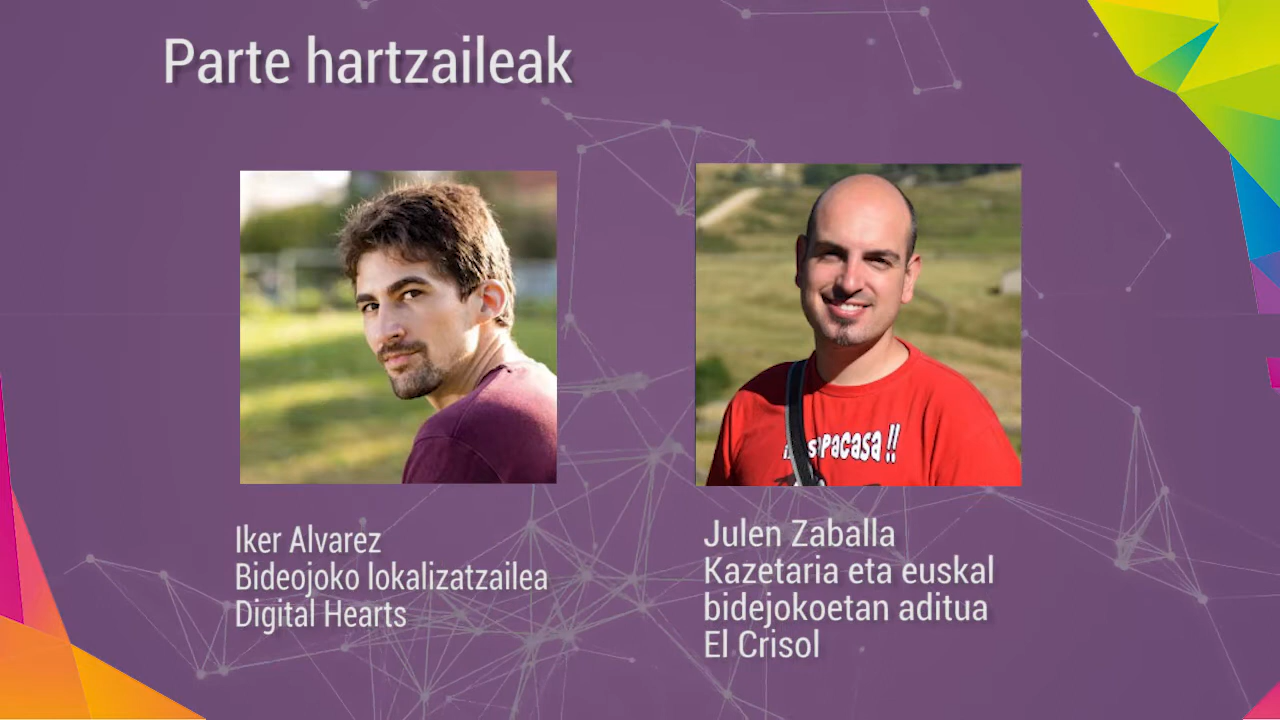 Parte hartzaileak
Iker Alvarez
Bideojoko lokalizatzailea
Digital Hearts
Julen Zaballa
Kazetaria eta euskal
bidejokoetan aditua
El Crisol